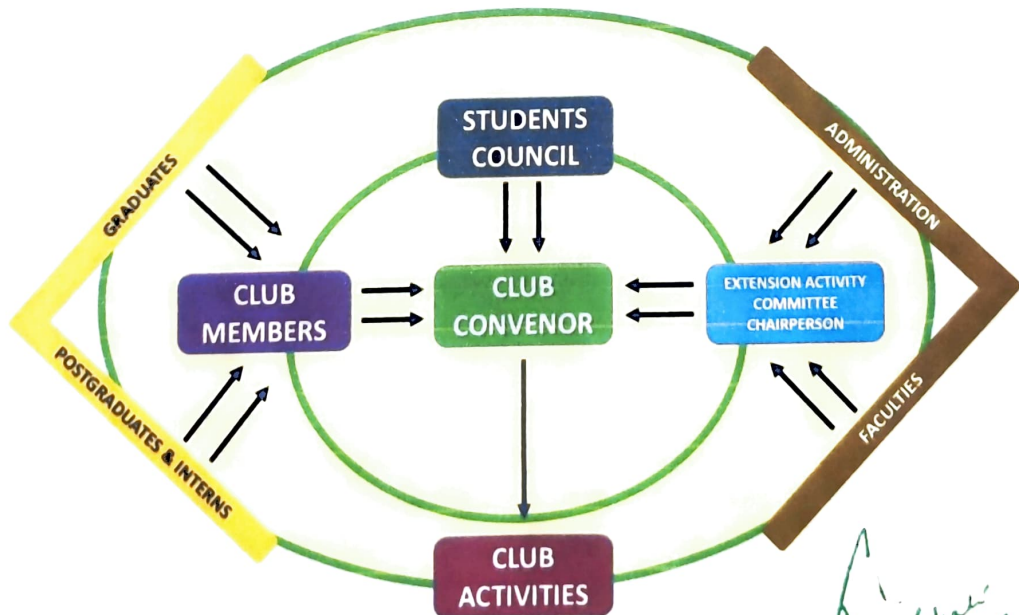 STUDENTS
COUNCIL
GRADUATES
ADMINISTRATION
CLUB
MEMBERS
CLUB
CONVENOR
EXTENSION ACTIVITY
COMMITTEE
CHAIRPERSON
POSTGRADUATES & INTERNS
FACULTIES
CLUB
ACTIVITIES